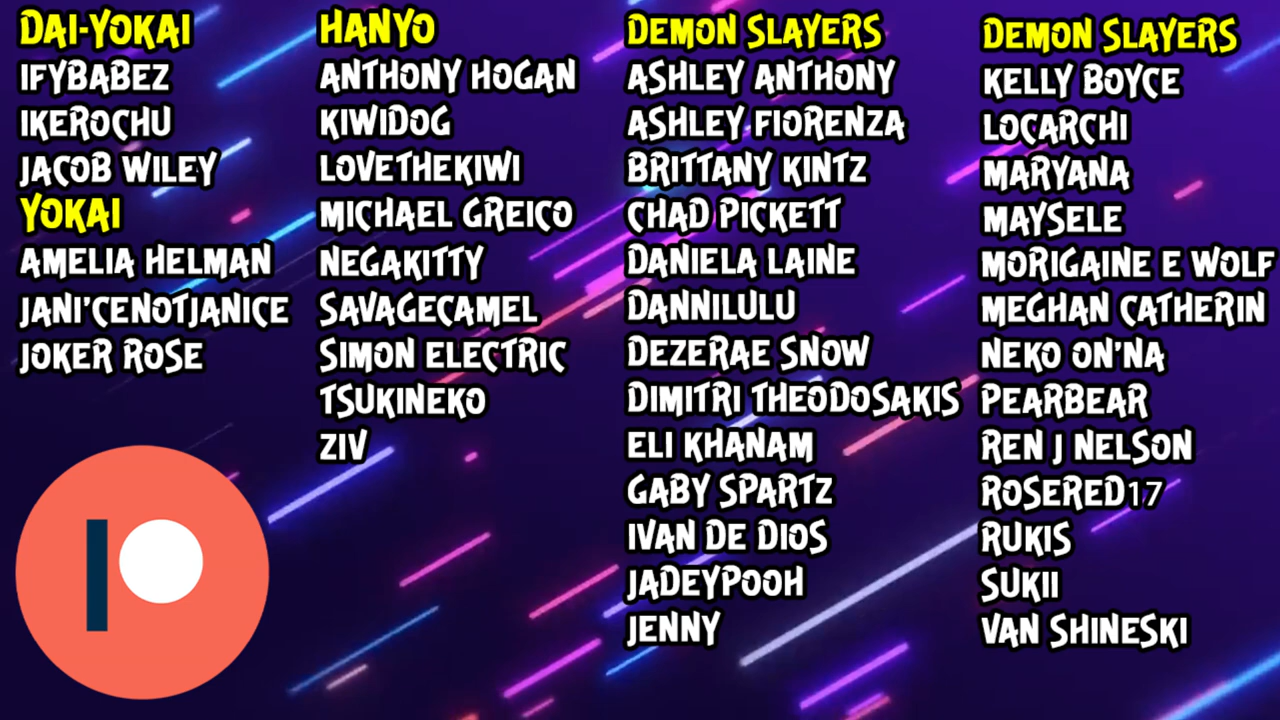 DAI-YOKAI
IFYBABEZ
IKEROCHU
JACOB WILEY
YOKAI
AMELIA HELMAN
JANI'CENOTJANICE
JOKER ROSE
HANYO
ANTHONY HOGAN
KIWIDOG
LOVETHEKIWI
MICHAEL GREICO
NEGAKITTY
SAVAGECAMEL
SIMON ELECTRIC
TSUKINEKO
ZIV
DEMON SLAYERS
ASHLEY ANTHONY
ASHLEY FIORENZA
BRITTANY KINTZ
CHAD PICKETT
DANIELA LAINE
DANNILULU
DEZERAE SNOW
DIMITRI THEODOSAKIS
ELI KHANAM
GABY SPARTZ
IVAN DE DIOS
JADEYPOOH
JENNY
DEMON SLAYERS
KELLY BOYCE
LOCARCHI
MARYANA
MAYSELE
MORIGAINE E WOLF
MEGHAN CATHERIN
NEKO ON'NA
PEARBEAR
REN J NELSON
ROSERED17
RUKIS
SUKII
VAN SHINESKI